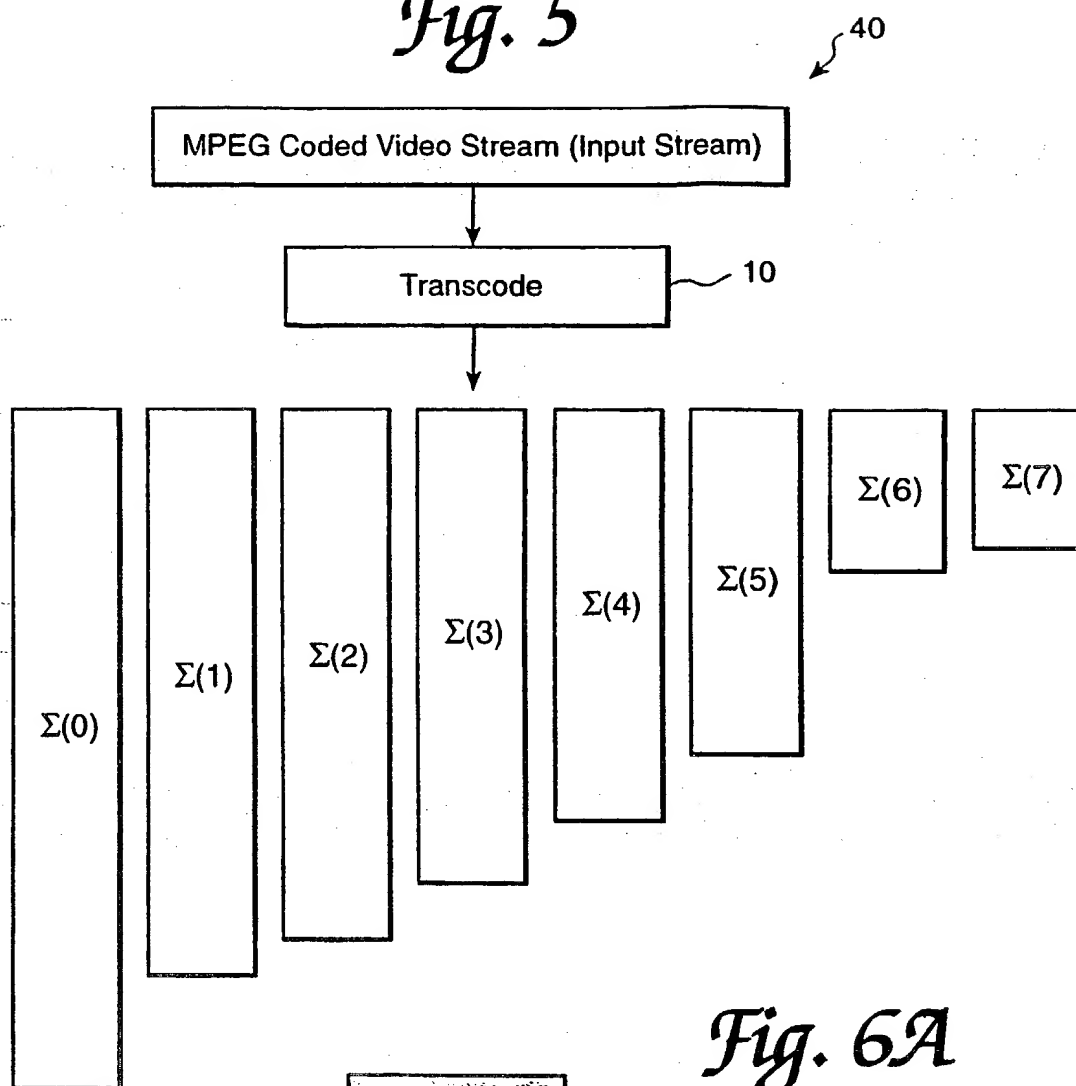 Fig. 5
40
MPEG Coded Video Stream (Input Stream)
Transcode
10
Σ(0)
Σ(1)
Σ(2)
Σ(3)
Σ(4)
Σ(5)
Σ(6)
Σ(7)
Fig. 6A